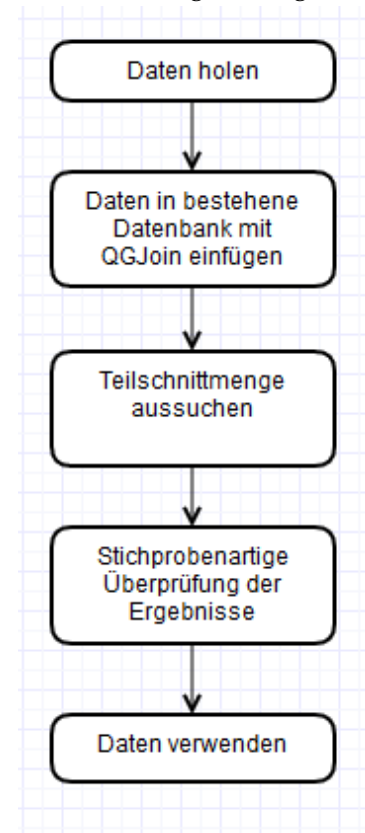 Daten holen
Daten in bestehene
Datenbank mit
QGJoin einfügen
Teilschnittmenge
aussuchen
Stichprobenartige
Überprüfung der
Ergebnisse
Daten verwenden